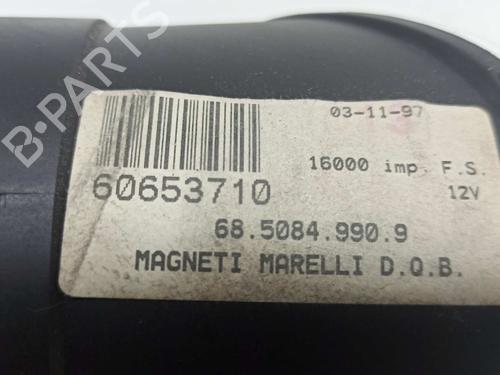 B-PARTS
03-11-97
16000 imp. F.S.
60653710
12V
68.5084.990.9
MAGNETI MARELLI D.Q.B.